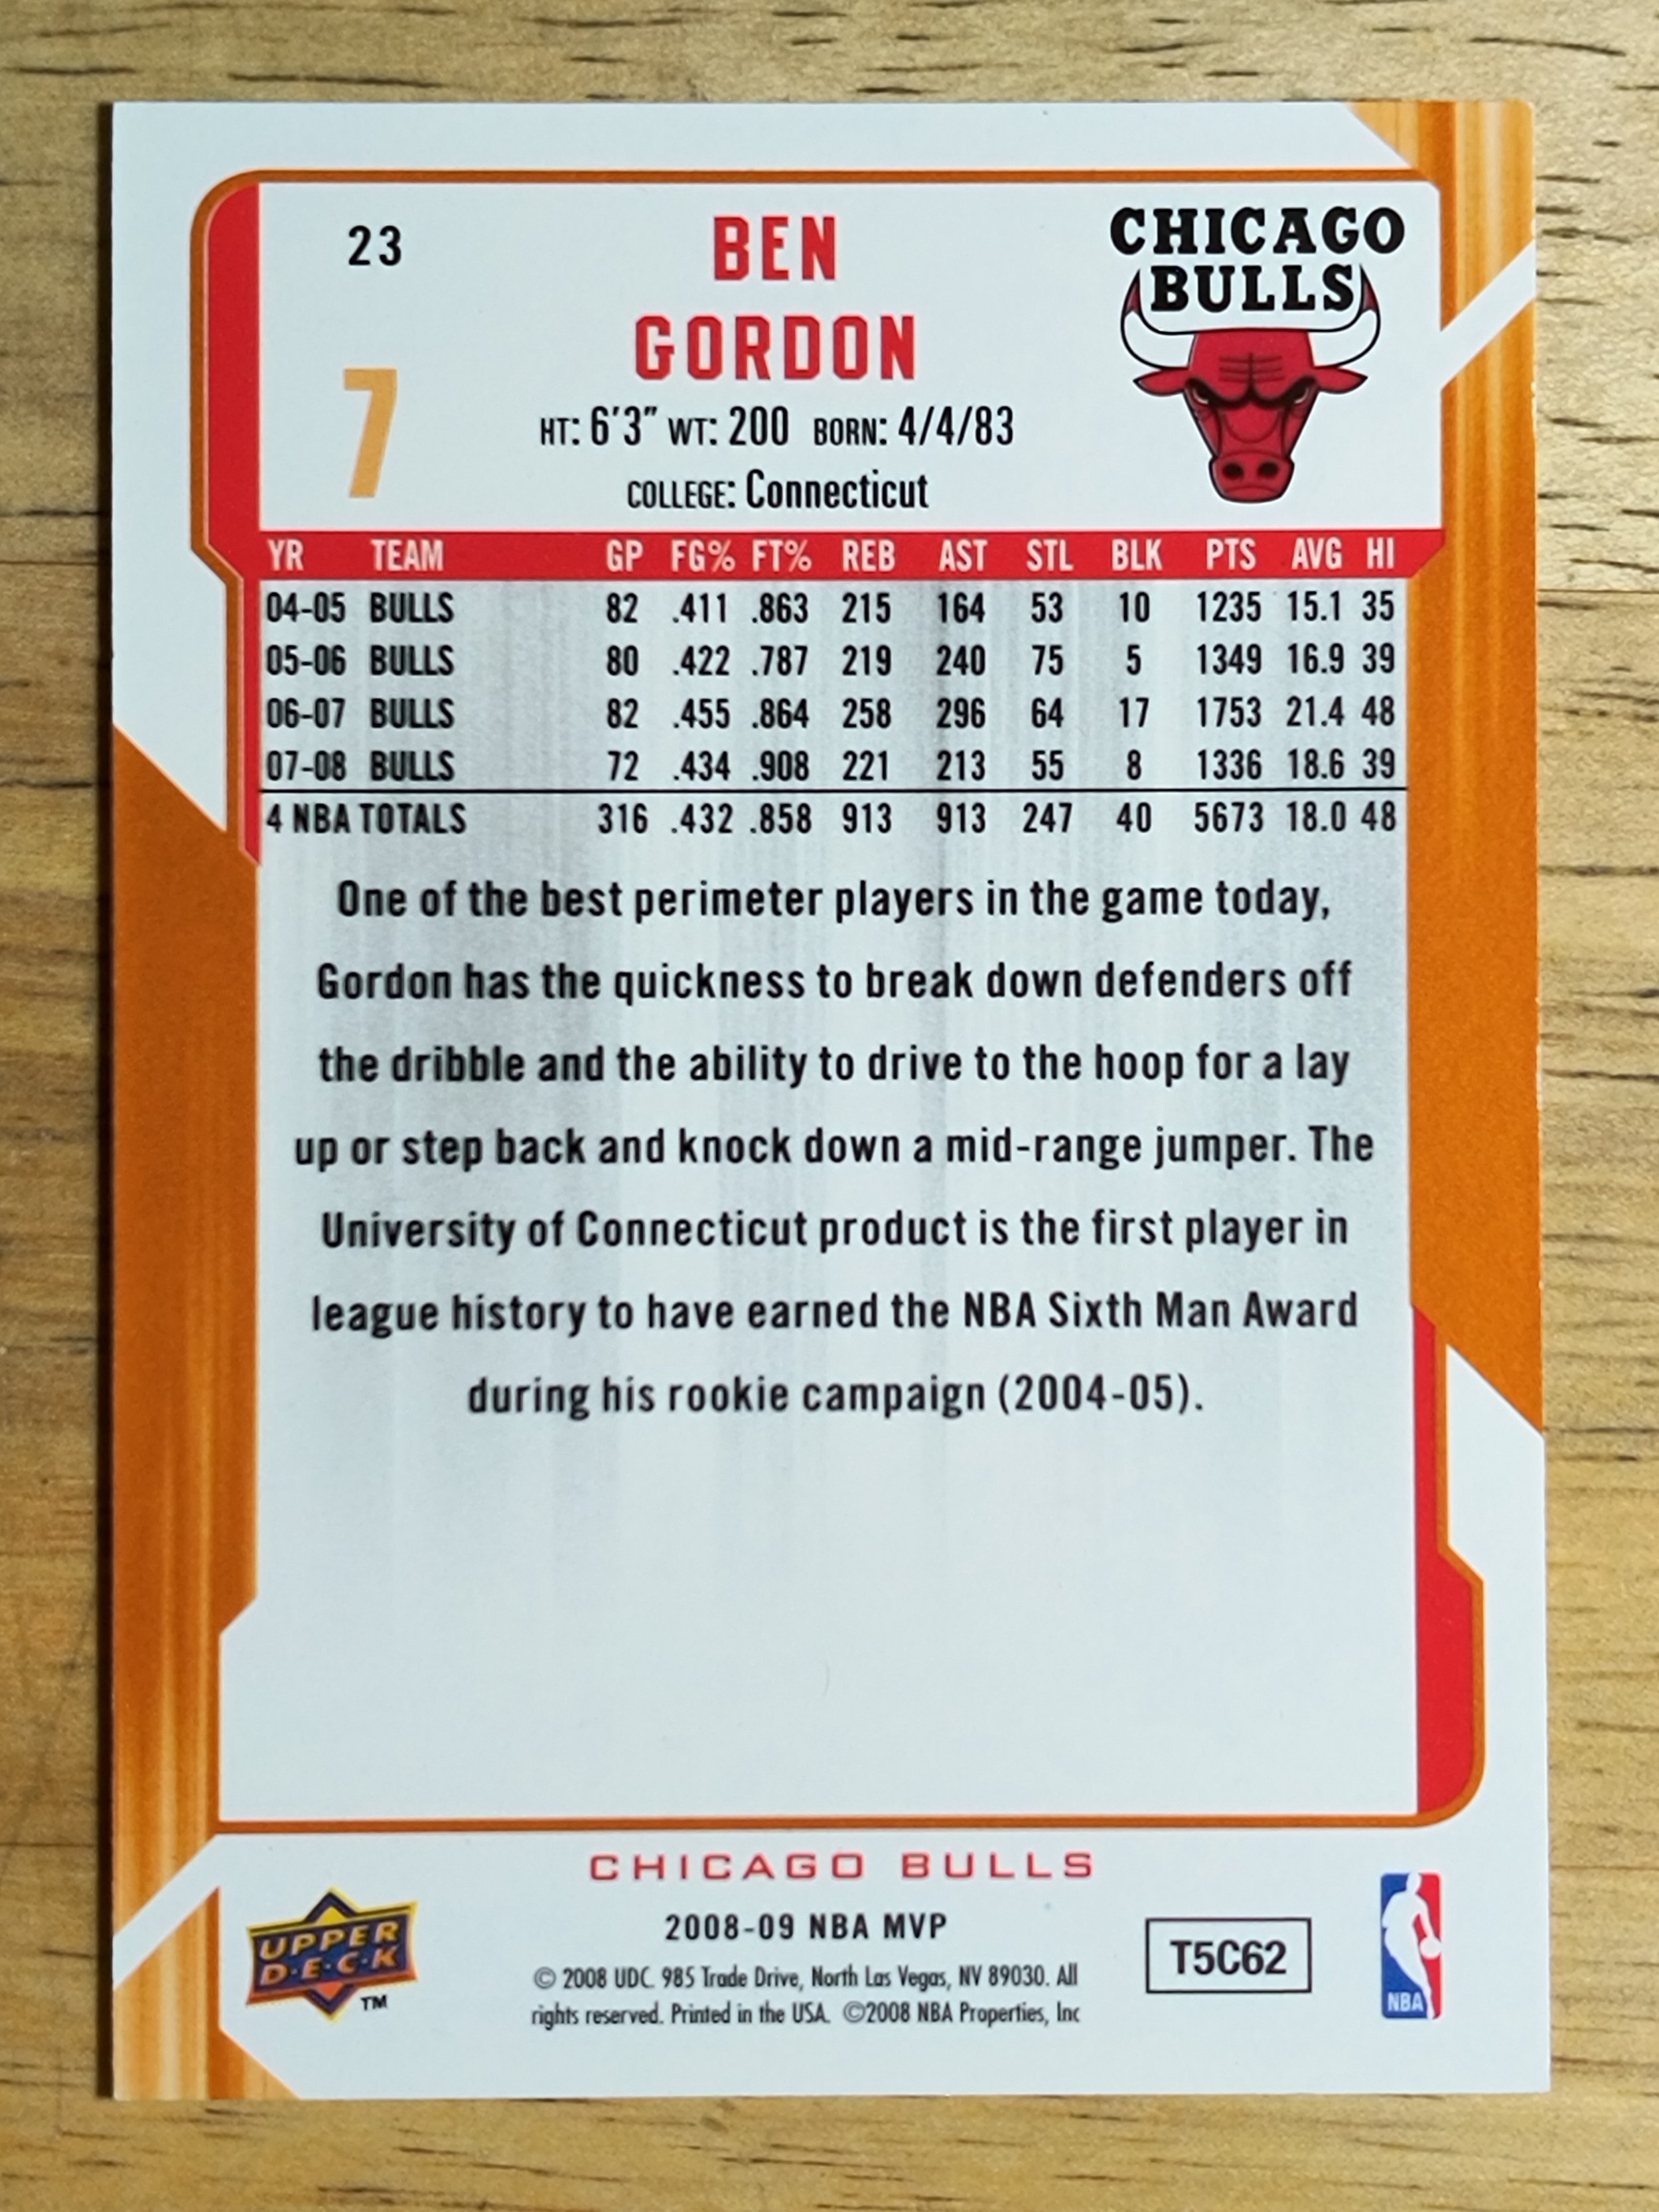 23
BEN
GORDON
7
HT: 6'3" WT: 200 BORN: 4/4/83
COLLEGE: Connecticut
CHICAGO
BULLS
YR TEAM GP FG% FT% REB AST STL BLK PTS AVG HI
04-05 BULLS 82 .411 .863 215 164 53 10 1235 15.1 35
05-06 BULLS 80 .422 .787 219 240 75 5 1349 16.9 39
06-07 BULLS 82 .455 .864 258 296 64 17 1753 21.4 48
07-08 BULLS 72 .434 .908 221 213 55 8 1336 18.6 39
4 NBA TOTALS 316 .432 .858 913 913 247 40 5673 18.0 48
One of the best perimeter players in the game today,
Gordon has the quickness to break down defenders off
the dribble and the ability to drive to the hoop for a lay
up or step back and knock down a mid-range jumper. The
University of Connecticut product is the first player in
league history to have earned the NBA Sixth Man Award
during his rookie campaign (2004-05).
CHICAGO BULLS
UPPER
D·E·C·K
TM
2008-09 NBA MVP
© 2008 UDC. 985 Trade Drive, North Las Vegas, NV 89030. All
rights reserved. Printed in the USA. ©2008 NBA Properties, Inc
T5C62
NBA